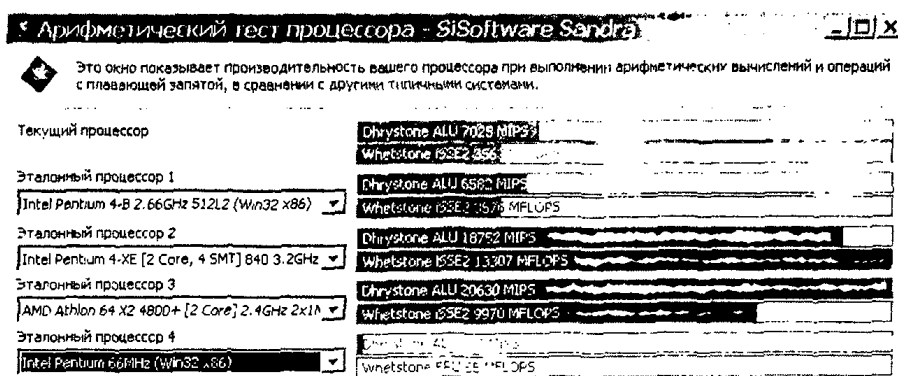 Арифметический тест процессора - SiSoftware Sandra
Это окно показывает производительность вашего процессора при выполнении арифметических вычислений и операций
с плавающей запятой, в сравнении с другими типичными системами.
Текущий процессор
Dhrystone ALU 7028 MIPS
Whetstone iSSE2
Эталонный процессор 1
Dhrystone ALU 6582 MIPS
Intel Pentium 4-B 2.66GHz 512L2 (Win32 x86)
Whetstone iSSE2 3576 MFLOPS
Эталонный процессор 2
Dhrystone ALU 18752 MIPS
Intel Pentium 4-XE [2 Core, 4 SMT] 840 3.2GHz
Whetstone iSSE2 13307 MFLOPS
Эталонный процессор 3
Dhrystone ALU 20630 MIPS
AMD Athlon 64 X2 4800+ [2 Core] 2.4GHz 2x1M
Whetstone iSSE2 9970 MFLOPS
Эталонный процессор 4
Intel Pentium 66MHz (Win32 x86)
Whetstone